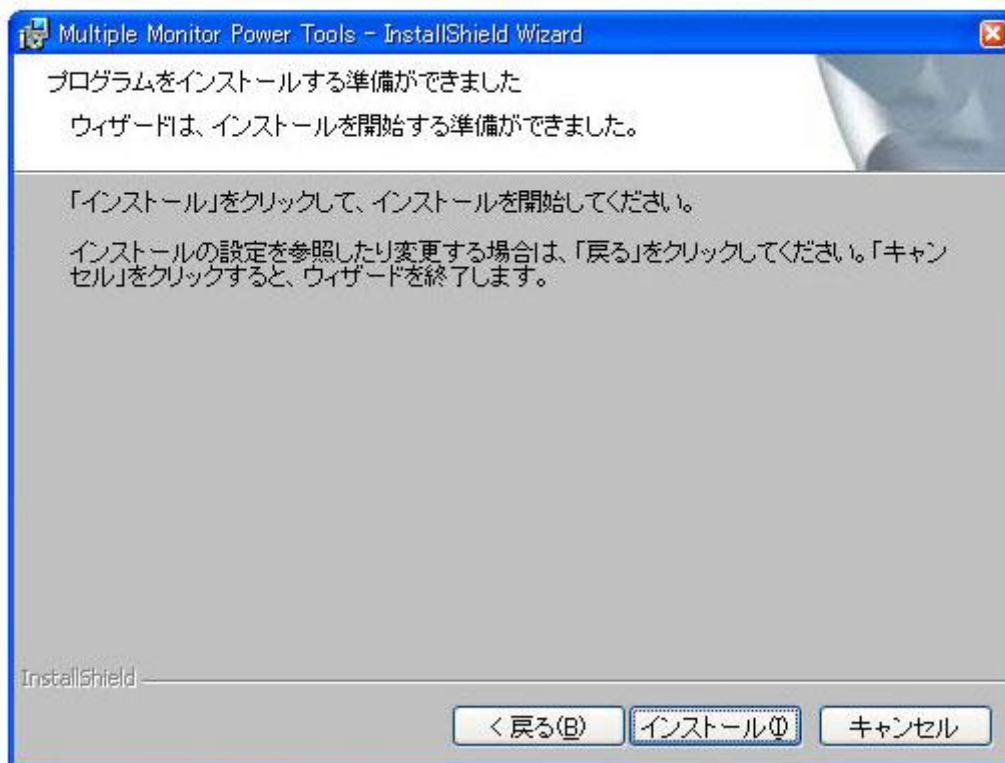 Multiple Monitor Power Tools - InstallShield Wizard
プログラムをインストールする準備ができました
ウィザードは、インストールを開始する準備ができました。
「インストール」をクリックして、インストールを開始してください。
インストールの設定を参照したり変更する場合は、「戻る」をクリックしてください。「キャン
セル」をクリックすると、ウィザードを終了します。
InstallShield
< 戻る(B)
インストール(I)
キャンセル